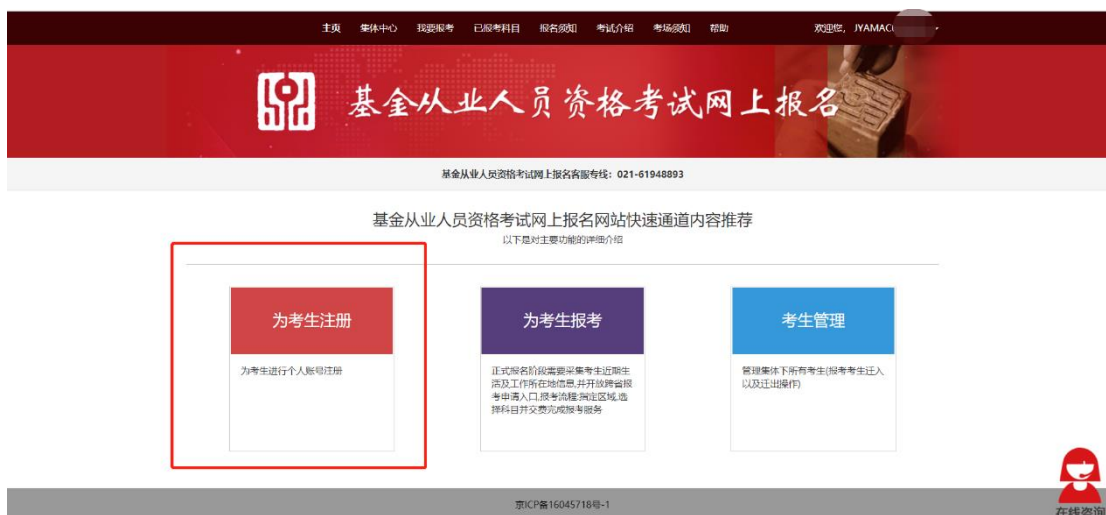 主页 集体中心 我要报考 已报考科目 报名须知 考试介绍 考场须知 帮助 欢迎您，JYAMAC
基金从业人员资格考试网上报名
基金从业人员资格考试网上报名客服专线：021-61948893
基金从业人员资格考试网上报名网站快速通道内容推荐
以下是对主要功能的详细介绍
为考生注册
为考生进行个人账号注册
为考生报考
正式报名阶段需要采集考生近期生
活及工作所在地信息,并开放跨省报
考申请入口,报考流程:指定区域,选
择科目并交费完成报考服务
考生管理
管理集体下所有考生(报考考生迁入
以及迁出操作)
京ICP备16045718号-1
在线咨询